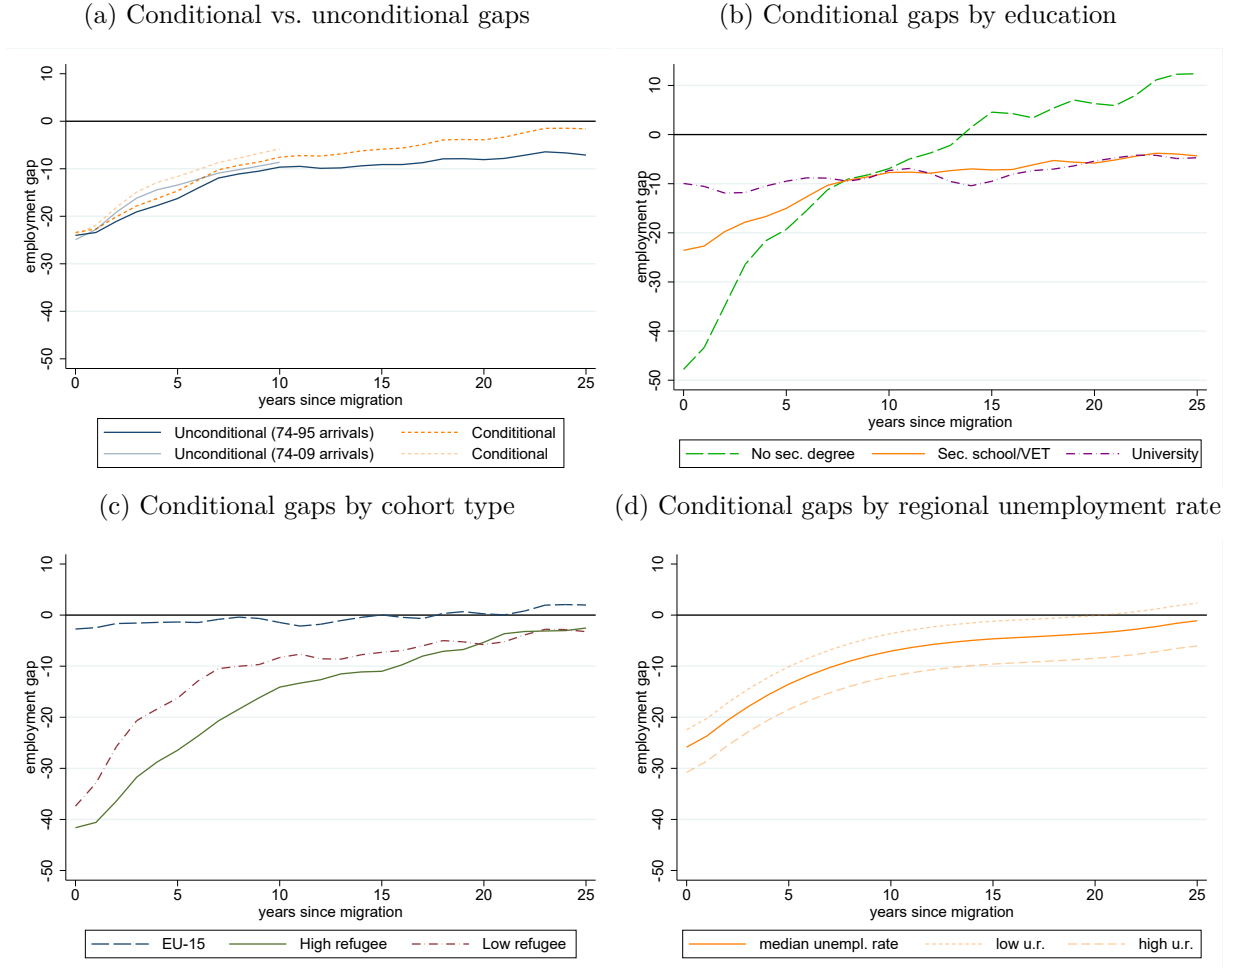 (a) Conditional vs. unconditional gaps
employment gap
10
0
-10
-20
-30
-40
-50
0 5 10 15 20 25
years since migration
Unconditional (74-95 arrivals) Condititional
Unconditional (74-09 arrivals) Conditional
(b) Conditional gaps by education
employment gap
10
0
-10
-20
-30
-40
-50
0 5 10 15 20 25
years since migration
No sec. degree Sec. school/VET University
(c) Conditional gaps by cohort type
employment gap
10
0
-10
-20
-30
-40
-50
0 5 10 15 20 25
years since migration
EU-15 High refugee Low refugee
(d) Conditional gaps by regional unemployment rate
employment gap
10
0
-10
-20
-30
-40
-50
0 5 10 15 20 25
years since migration
median unempl. rate low u.r. high u.r.